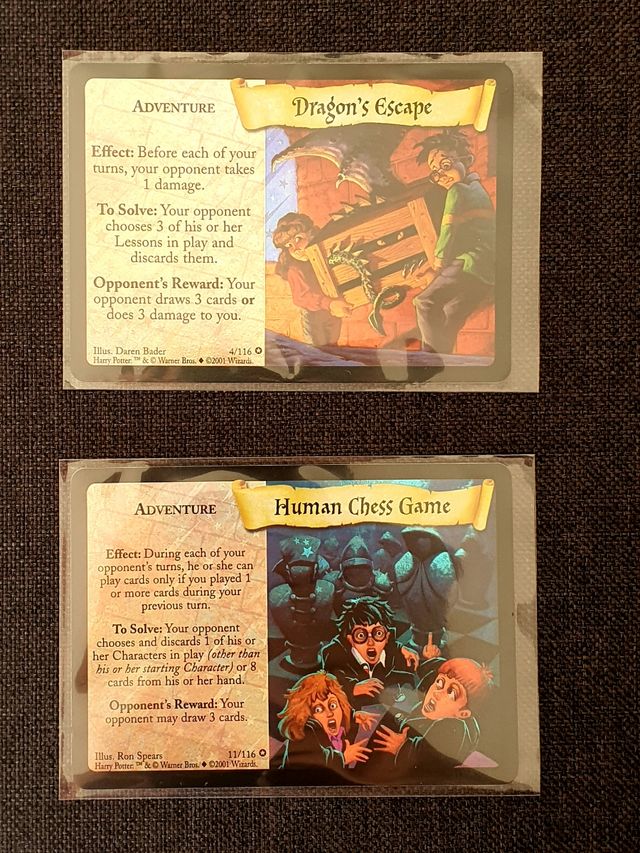 Adventure
Dragon's Escape
Effect: Before each of your
turns, your opponent takes
1 damage.
To Solve: Your opponent
chooses 3 of his or her
Lessons in play and
discards them.
Opponent's Reward: Your
opponent draws 3 cards or
does 3 damage to you.
Illus. Daren Bader 4/116
Harry Potter ™ & © Warner Bros. ♦ ©2001 Wizards.
Adventure
Human Chess Game
Effect: During each of your
opponent's turns, he or she can
play cards only if you played 1
or more cards during your
previous turn.
To Solve: Your opponent
chooses and discards 1 of his or
her Characters in play (other than
his or her starting Character) or 8
cards from his or her hand.
Opponent's Reward: Your
opponent may draw 3 cards.
Illus. Ron Spears 11/116
Harry Potter ™ & © Warner Bros. ♦ ©2001 Wizards.